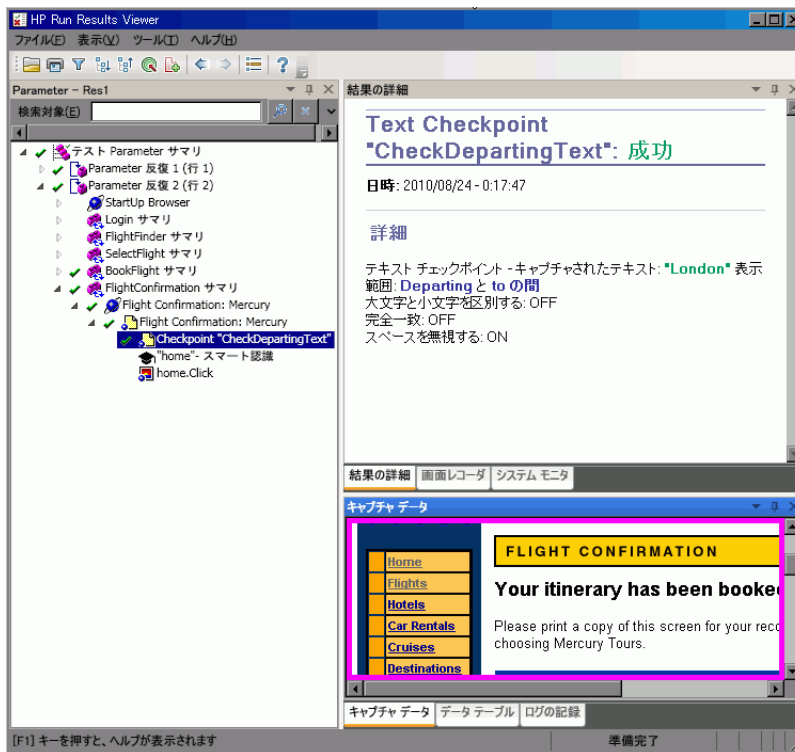 HP Run Results Viewer
ファイル(F) 表示(V) ツール(T) ヘルプ(H)
Parameter - Res1
検索対象(E)
テスト Parameter サマリ
Parameter 反復 1 (行 1)
Parameter 反復 2 (行 2)
StartUp Browser
Login サマリ
FlightFinder サマリ
SelectFlight サマリ
BookFlight サマリ
FlightConfirmation サマリ
Flight Confirmation: Mercury
Flight Confirmation: Mercury
Checkpoint "CheckDepartingText"
"home"- スマート認識
home.Click
結果の詳細
Text Checkpoint
"CheckDepartingText": 成功
日時: 2010/08/24 - 0:17:47
詳細
テキスト チェックポイント - キャプチャされたテキスト: "London" 表示
範囲: Departing と to の間
大文字と小文字を区別する: OFF
完全一致: OFF
スペースを無視する: ON
結果の詳細 画面レコーダ システム モニタ
キャプチャ データ
Home
Flights
Hotels
Car Rentals
Cruises
Destinations
FLIGHT CONFIRMATION
Your itinerary has been booked
Please print a copy of this screen for your reco
choosing Mercury Tours.
キャプチャ データ データ テーブル ログの記録
[F1] キーを押すと、ヘルプが表示されます 準備完了